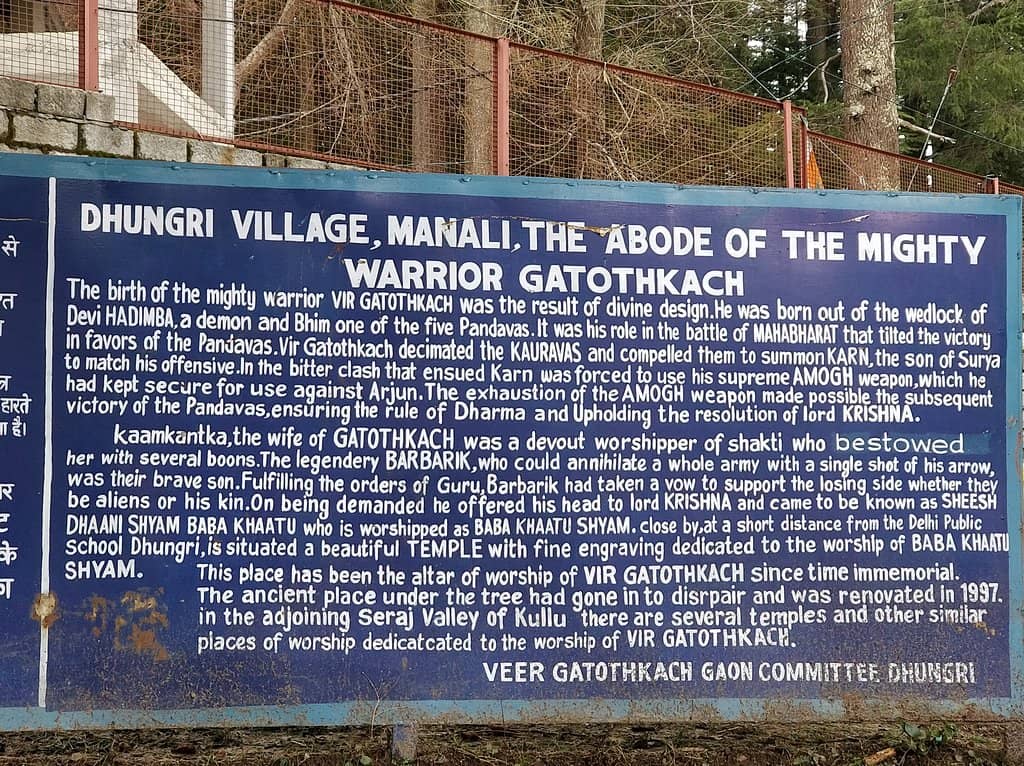 से
रत
हारते
है।
के
DHUNGRI VILLAGE, MANALI, THE ABODE OF THE MIGHTY
WARRIOR GATOTHKACH
The birth of the mighty warrior VIR GATOTHKACH was the result of divine design. He was born out of the wedlock of
Devi HADIMBA, a demon and Bhim one of the five Pandavas. It was his role in the battle of MAHABHARAT that tilted the victory
in favors of the Pandavas. Vir Gatothkach decimated the KAURAVAS and compelled them to summon KARN, the son of Surya
to match his offensive. In the bitter clash that ensued Karn was forced to use his supreme AMOGH weapon, which he
had kept secure for use against Arjun. The exhaustion of the AMOGH weapon made possible the subsequent
victory of the Pandavas, ensuring the rule of Dharma and Upholding the resolution of lord KRISHNA.
kaamkantka, the wife of GATOTHKACH was a devout worshipper of shakti who bestowed
her with several boons. The legendery BARBARIK, who could annihilate a whole army with a single shot of his arrow,
was their brave son. Fulfilling the orders of Guru, Barbarik had taken a vow to support the losing side whether they
be aliens or his kin. On being demanded he offered his head to lord KRISHNA and came to be known as SHEESH
DHAANI SHYAM BABA KHAATU who is worshipped as BABA KHAATU SHYAM. close by, at a short distance from the Delhi Public
School Dhungri, is situated a beautiful TEMPLE with fine engraving dedicated to the worship of BABA KHAATU
SHYAM. This place has been the altar of worship of VIR GATOTHKACH since time immemorial.
The ancient place under the tree had gone in to disrpair and was renovated in 1997.
in the adjoining Seraj Valley of Kullu there are several temples and other similar
places of worship dedicatcated to the worship of VIR GATOTHKACH.
VEER GATOTHKACH GAON COMMITTEE DHUNGRI